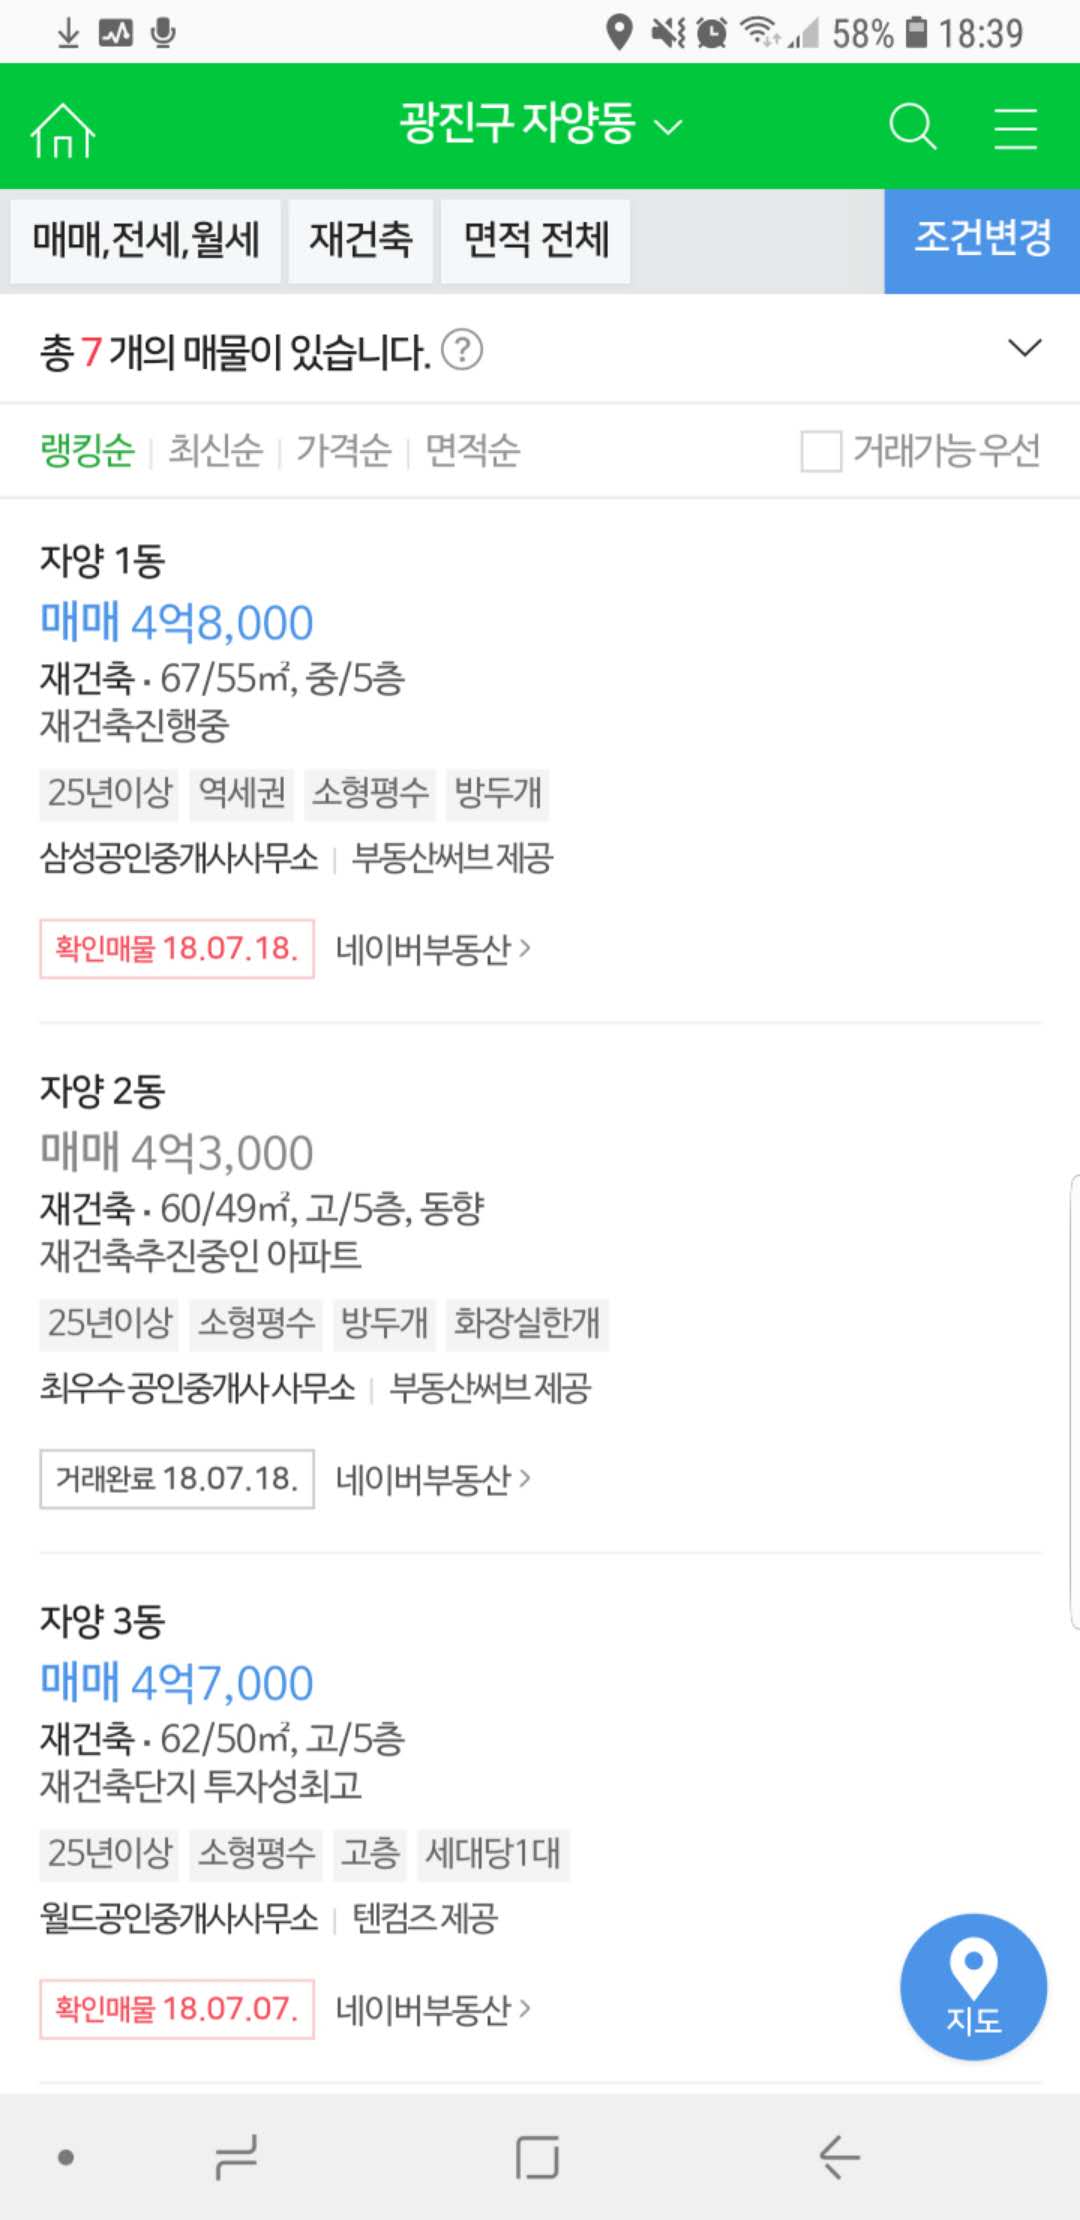 58% 18:39
광진구 자양동
매매,전세,월세 재건축 면적 전체 조건변경
총 7 개의 매물이 있습니다. ?
랭킹순 최신순 가격순 면적순 거래가능 우선
자양 1동
매매 4억8,000
재건축 · 67/55㎡, 중/5층
재건축진행중
25년이상 역세권 소형평수 방두개
삼성공인중개사사무소 부동산써브 제공
확인매물 18.07.18. 네이버부동산 >
자양 2동
매매 4억3,000
재건축 · 60/49㎡, 고/5층, 동향
재건축추진중인 아파트
25년이상 소형평수 방두개 화장실한개
최우수 공인중개사 사무소 부동산써브 제공
거래완료 18.07.18. 네이버부동산 >
자양 3동
매매 4억7,000
재건축 · 62/50㎡, 고/5층
재건축단지 투자성최고
25년이상 소형평수 고층 세대당1대
월드공인중개사사무소 텐컴즈 제공
확인매물 18.07.07. 네이버부동산 >
지도